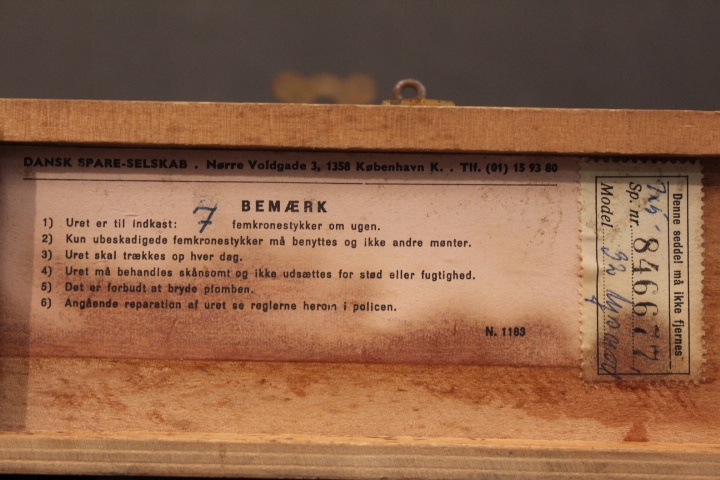 DANSK SPARE-SELSKAB . Nørre Voldgade 3, 1358 København K. . Tlf. (01) 15 93 80
BEMÆRK
1) Uret er til indkast: 7 femkronestykker om ugen.
2) Kun ubeskadigede femkronestykker må benyttes og ikke andre mønter.
3) Uret skal trækkes op hver dag.
4) Uret må behandles skånsomt og ikke udsættes for stød eller fugtighed.
5) Det er forbudt at bryde plomben.
6) Angående reparation af uret se reglerne herom i policen.
N. 1183
Denne seddel må ikke fjernes
Sp. nr. 846677
Model 92